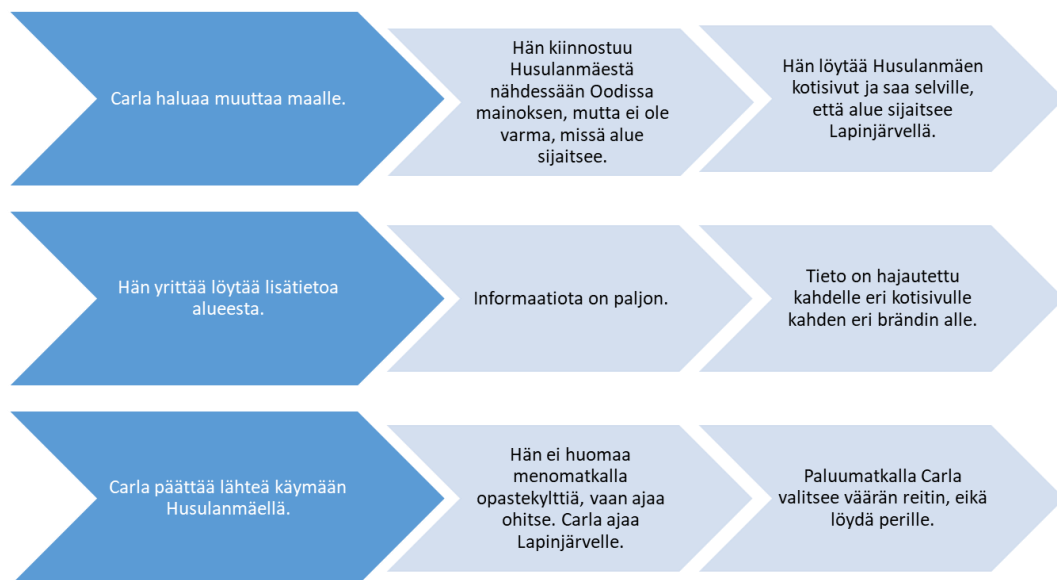 Carla haluaa muuttaa maalle.
Hän kiinnostuu
Husulanmäestä
nähdessään Oodissa
mainoksen, mutta ei ole
varma, missä alue
sijaitsee.
Hän löytää Husulanmäen
kotisivut ja saa selville,
että alue sijaitsee
Lapinjärvellä.
Hän yrittää löytää lisätietoa
alueesta.
Informaatiota on paljon.
Tieto on hajautettu
kahdelle eri kotisivulle
kahden eri brändin alle.
Carla päättää lähteä käymään
Husulanmäellä.
Hän ei huomaa
menomatkalla
opastekylttiä, vaan ajaa
ohitse. Carla ajaa
Lapinjärvelle.
Paluumatkalla Carla
valitsee väärän reitin, eikä
löydä perille.